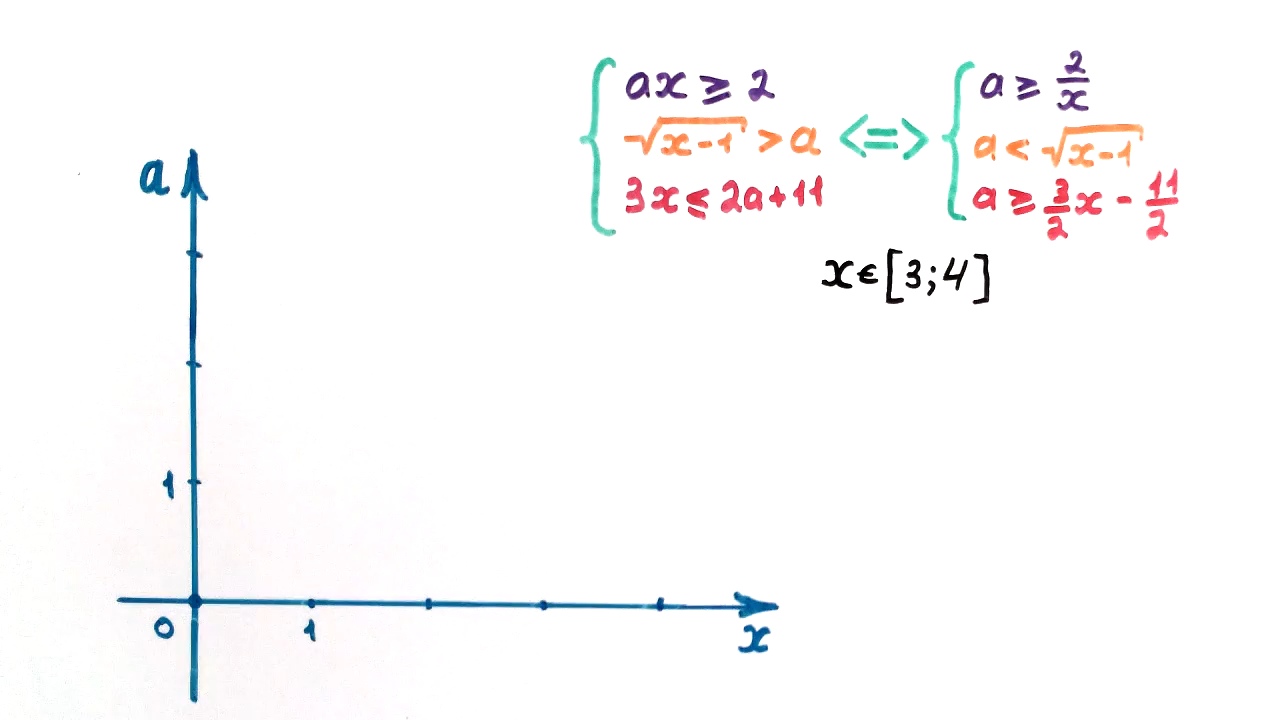 ax ≥ 2
√x-1 > a <=> 
3x ≤ 2a+11
a ≥ 2/x
a < √x-1
a ≥ 3/2 x - 11/2
x ∈ [3;4]
a
1
0
1
x